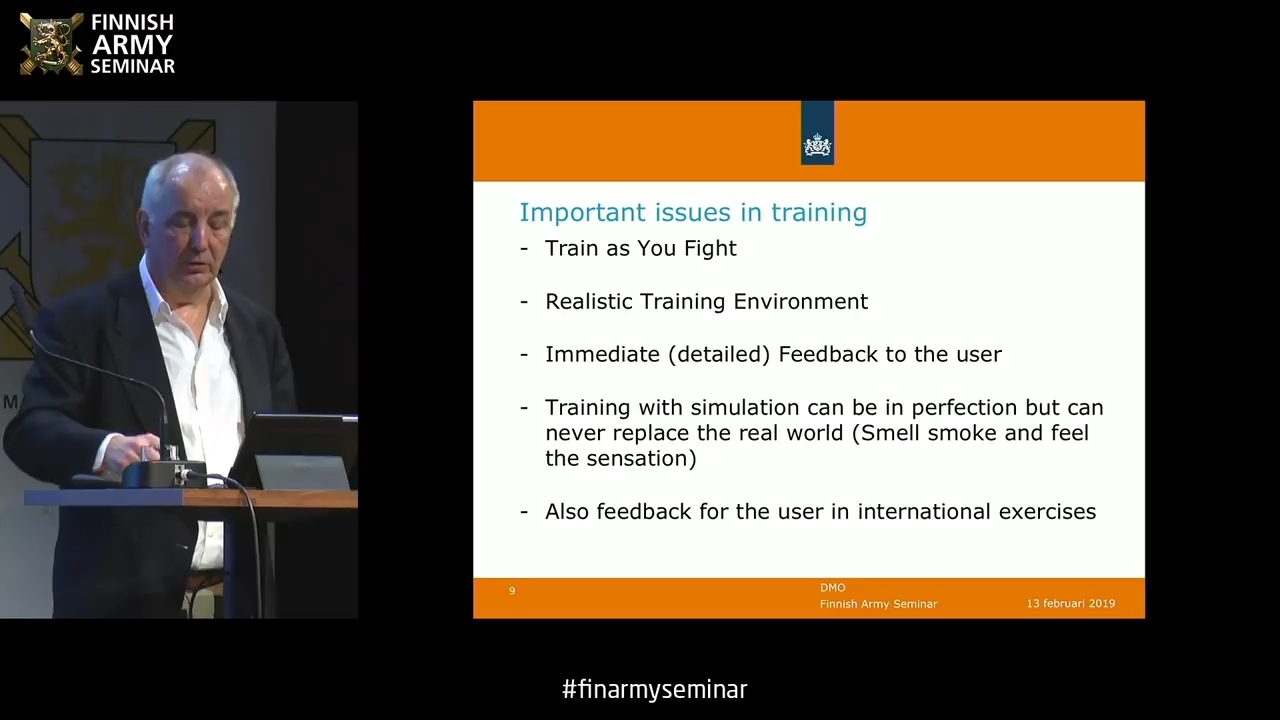 FINNISH
ARMY
SEMINAR
Important issues in training
- Train as You Fight
- Realistic Training Environment
- Immediate (detailed) Feedback to the user
- Training with simulation can be in perfection but can
never replace the real world (Smell smoke and feel
the sensation)
- Also feedback for the user in international exercises
9
DMO
Finnish Army Seminar
13 februari 2019
#finarmyseminar